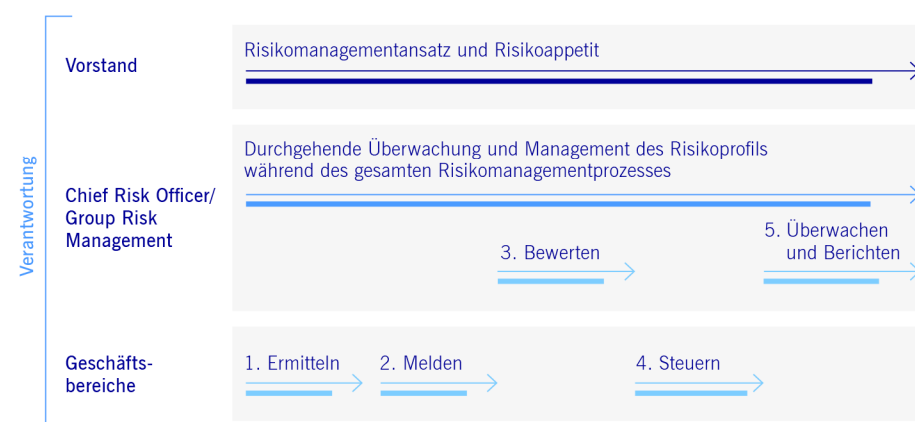 Verantwortung
Vorstand
Risikomanagementansatz und Risikoappetit
Chief Risk Officer/
Group Risk
Management
Durchgehende Überwachung und Management des Risikoprofils
während des gesamten Risikomanagementprozesses
3. Bewerten
5. Überwachen
und Berichten
Geschäfts-
bereiche
1. Ermitteln
2. Melden
4. Steuern